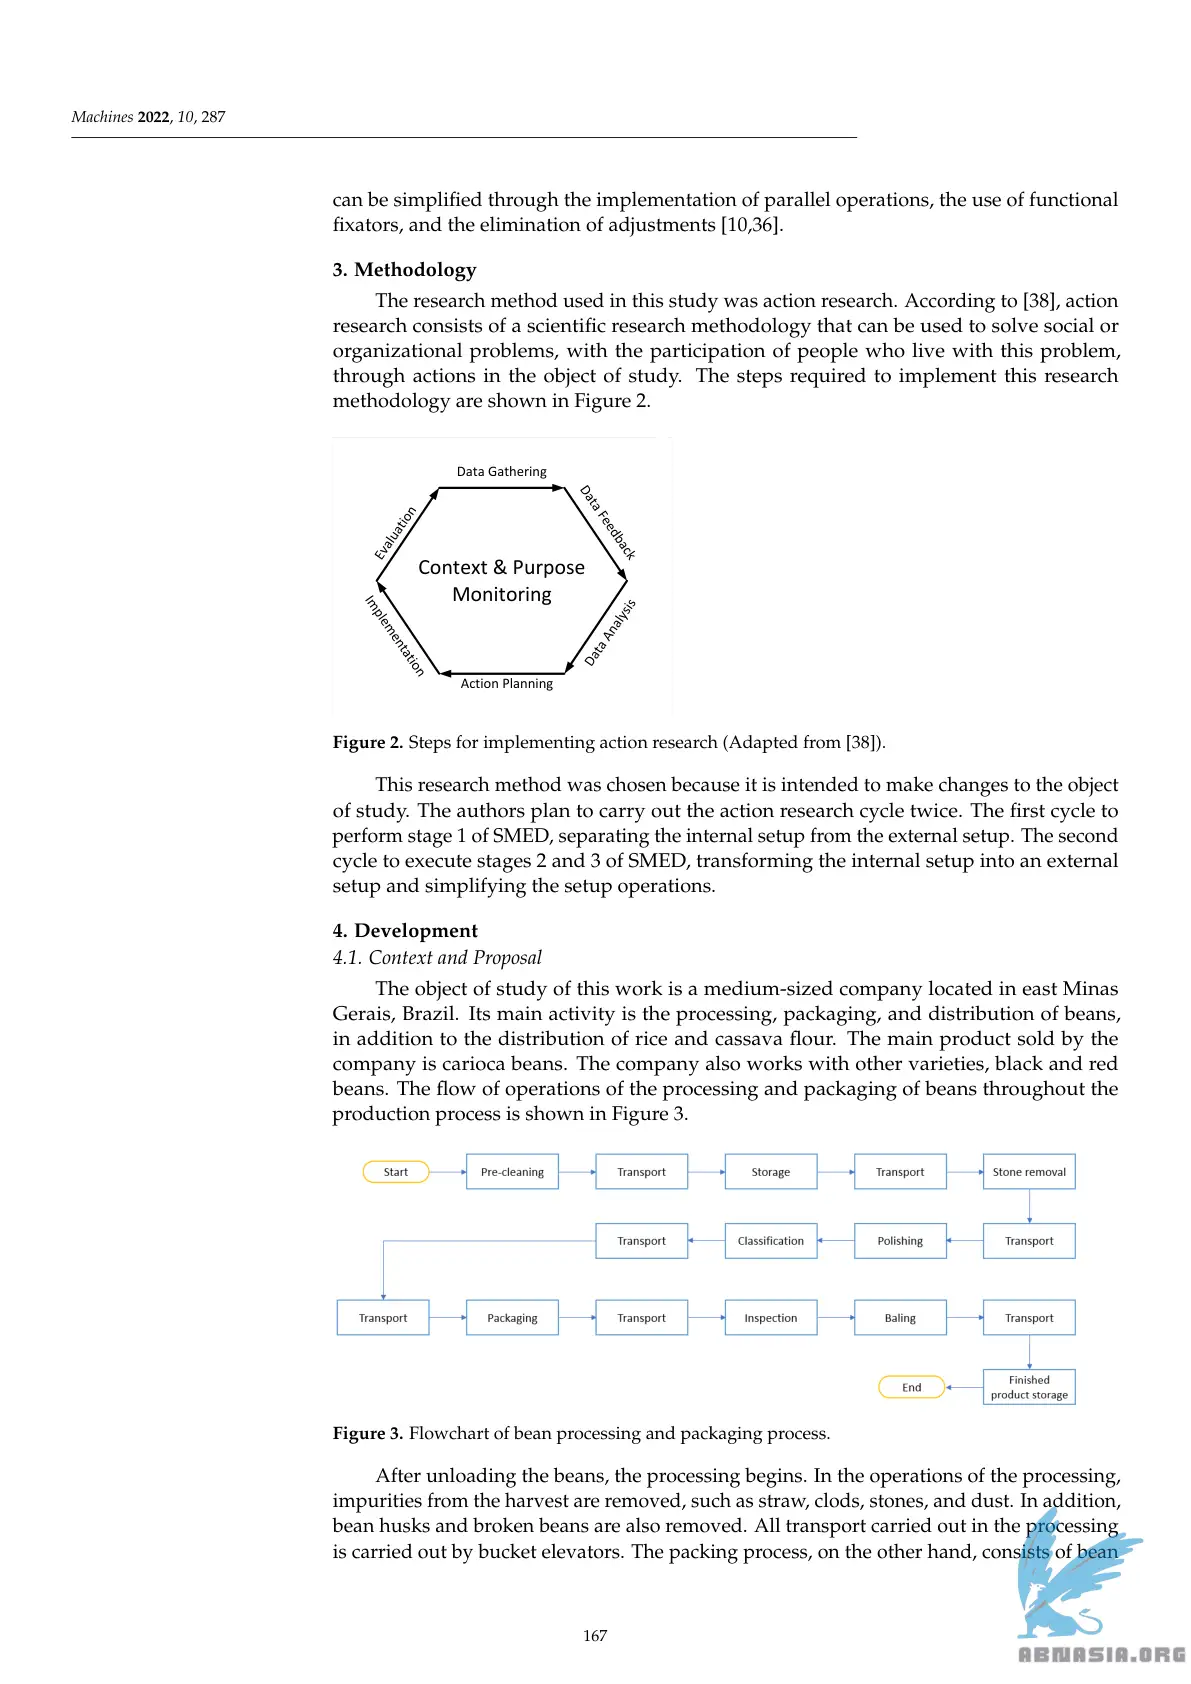 Machines 2022, 10, 287
can be simplified through the implementation of parallel operations, the use of functional
fixators, and the elimination of adjustments [10,36].
3. Methodology
The research method used in this study was action research. According to [38], action
research consists of a scientific research methodology that can be used to solve social or
organizational problems, with the participation of people who live with this problem,
through actions in the object of study. The steps required to implement this research
methodology are shown in Figure 2.
Data Gathering
Data Feedback
Evaluation
Context & Purpose
Monitoring
Implementation
Data Analysis
Action Planning
Figure 2. Steps for implementing action research (Adapted from [38]).
This research method was chosen because it is intended to make changes to the object
of study. The authors plan to carry out the action research cycle twice. The first cycle to
perform stage 1 of SMED, separating the internal setup from the external setup. The second
cycle to execute stages 2 and 3 of SMED, transforming the internal setup into an external
setup and simplifying the setup operations.
4. Development
4.1. Context and Proposal
The object of study of this work is a medium-sized company located in east Minas
Gerais, Brazil. Its main activity is the processing, packaging, and distribution of beans,
in addition to the distribution of rice and cassava flour. The main product sold by the
company is carioca beans. The company also works with other varieties, black and red
beans. The flow of operations of the processing and packaging of beans throughout the
production process is shown in Figure 3.
Start Pre-cleaning Transport Storage Transport Stone removal
Transport Classification Polishing Transport
Transport Packaging Transport Inspection Baling Transport
End Finished
product storage
Figure 3. Flowchart of bean processing and packaging process.
After unloading the beans, the processing begins. In the operations of the processing,
impurities from the harvest are removed, such as straw, clods, stones, and dust. In addition,
bean husks and broken beans are also removed. All transport carried out in the processing
is carried out by bucket elevators. The packing process, on the other hand, consists of bean
167
ABNASIA.ORG